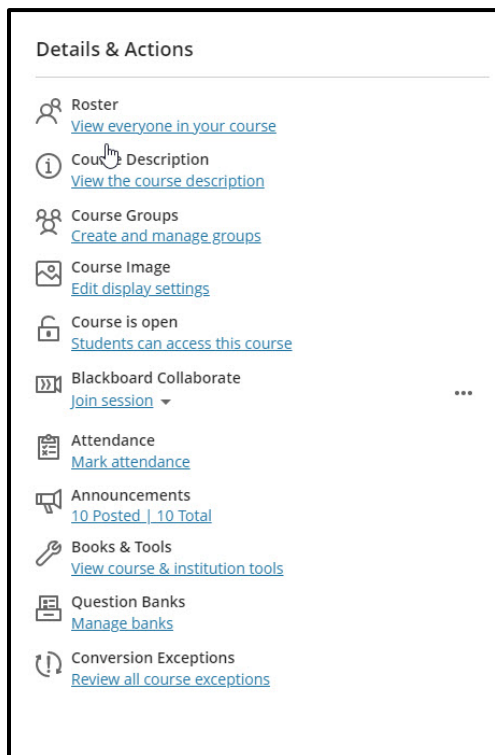 Details & Actions
Roster
View everyone in your course
Course Description
View the course description
Course Groups
Create and manage groups
Course Image
Edit display settings
Course is open
Students can access this course
Blackboard Collaborate
Join session
Attendance
Mark attendance
Announcements
10 Posted | 10 Total
Books & Tools
View course & institution tools
Question Banks
Manage banks
Conversion Exceptions
Review all course exceptions